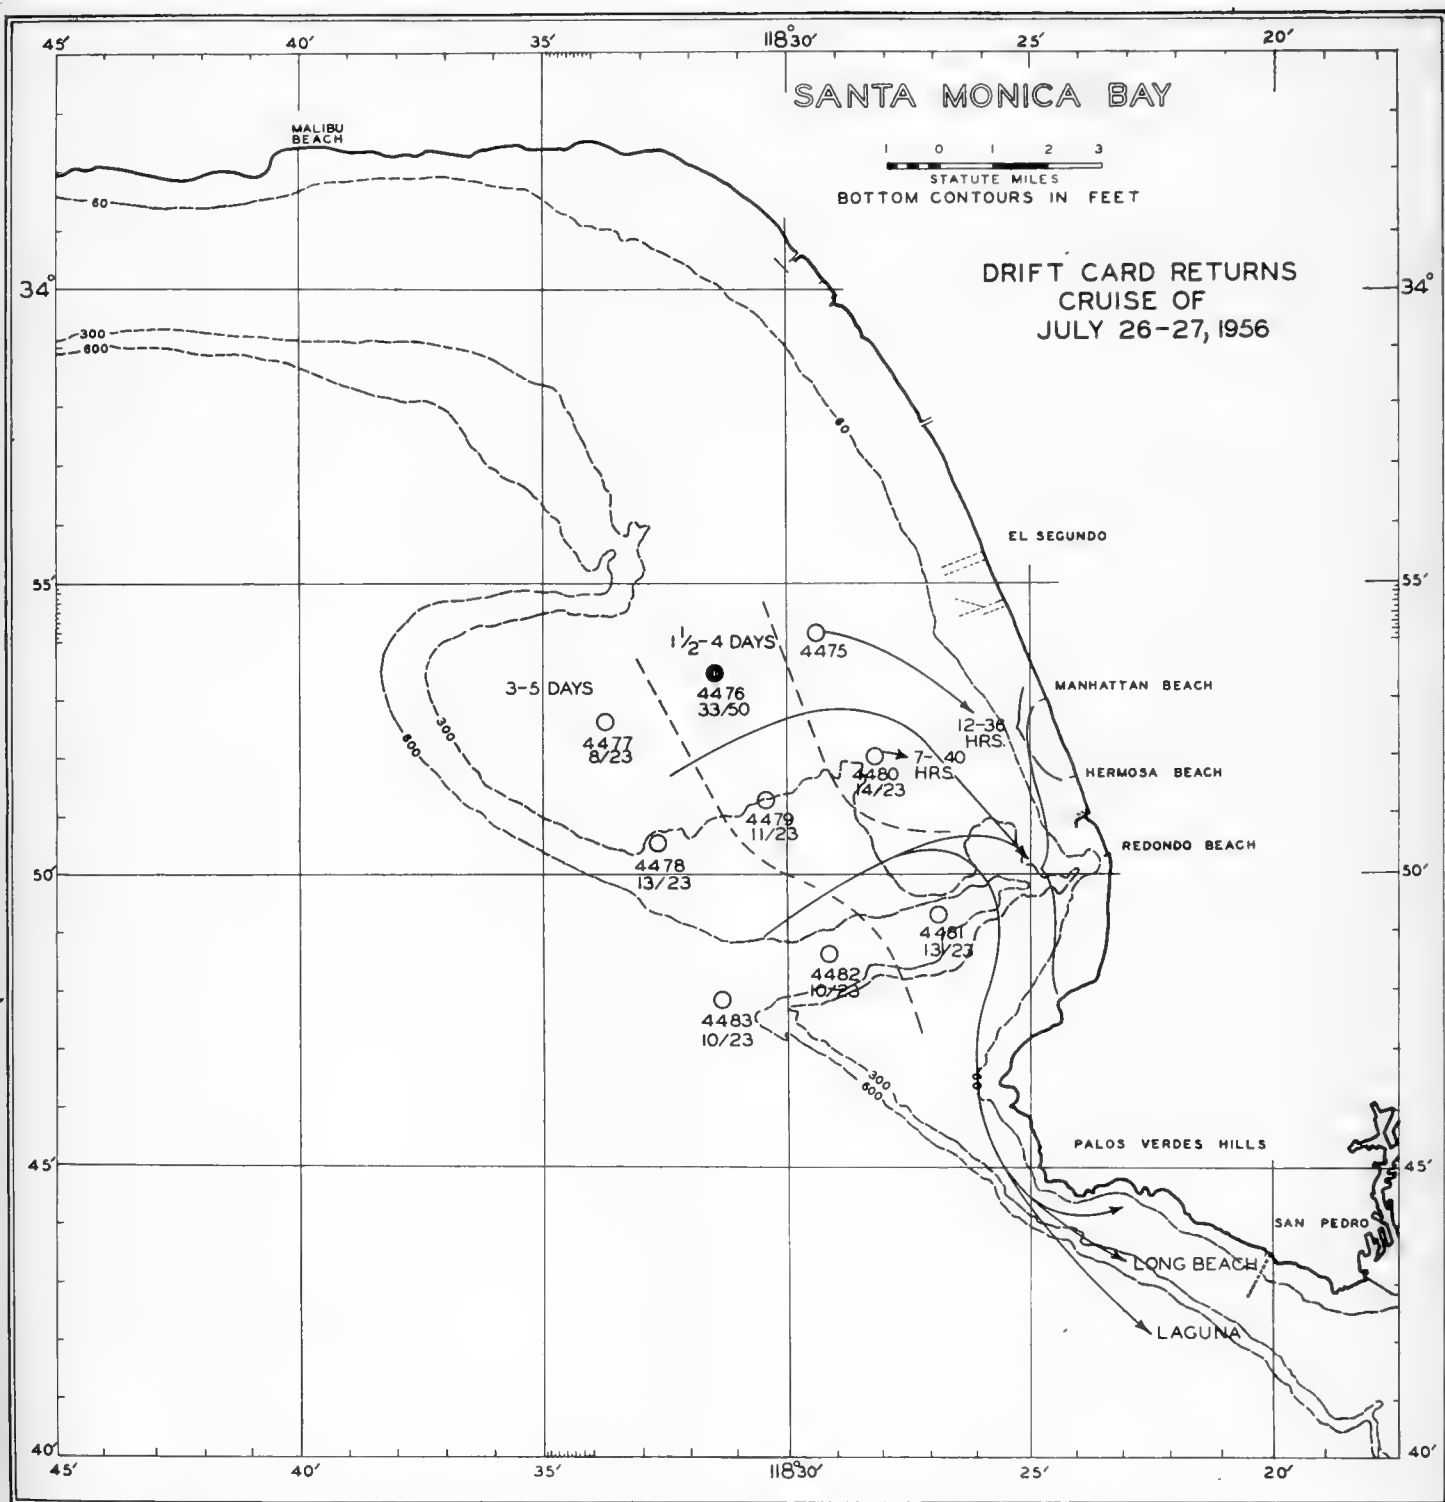 45′ 40′ 35′ 118°30′ 25′ 20′
SANTA MONICA BAY
1 0 1 2 3
STATUTE MILES
BOTTOM CONTOURS IN FEET
MALIBU
BEACH
60
DRIFT CARD RETURNS
CRUISE OF
JULY 26-27, 1956
34° 34°
300
600
60
EL SEGUNDO
55′ 55′
1 1/2-4 DAYS
4475
3-5 DAYS
4476
33/50
MANHATTAN BEACH
12-36
HRS.
4477
8/23
300
600
7-40
HRS
4480
14/23
HERMOSA BEACH
4479
11/23
REDONDO BEACH
4478
13/23
50′ 50′
4481
13/23
4482
10/23
4483
10/23
300
600
60
PALOS VERDES HILLS
45′ 45′
SAN PEDRO
LONG BEACH
LAGUNA
40′ 40′
45′ 40′ 35′ 118°30′ 25′ 20′